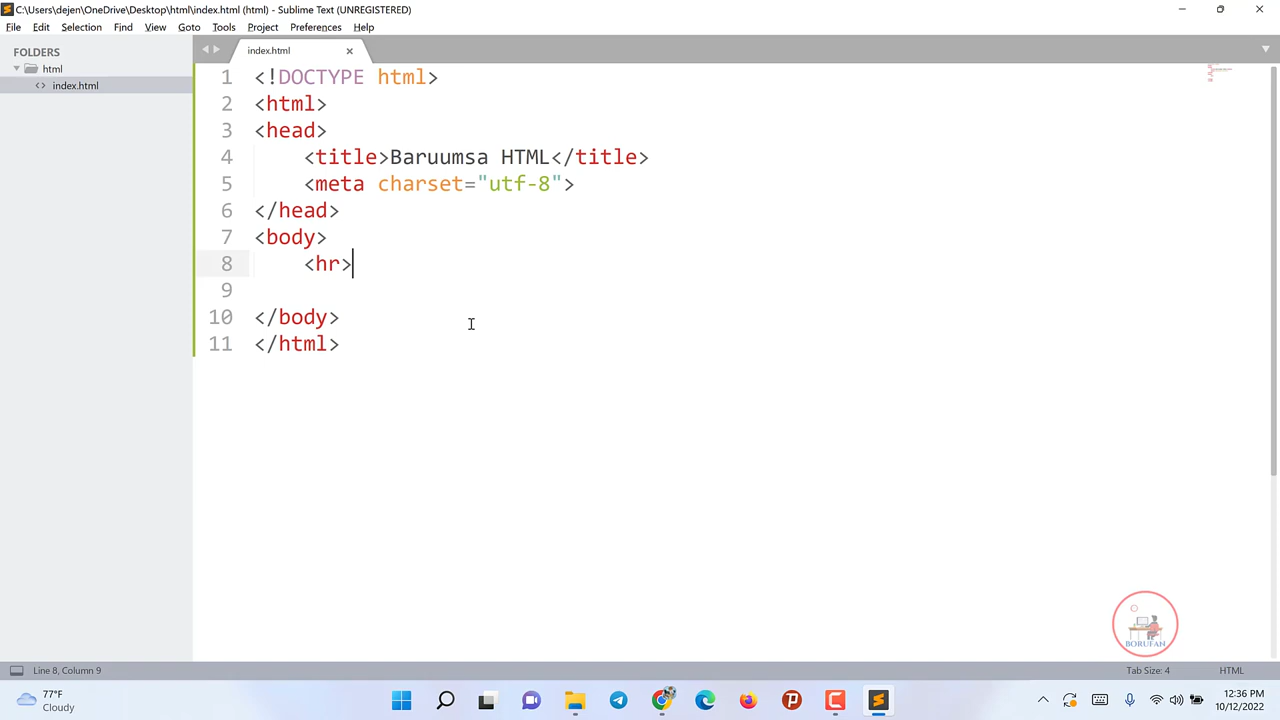 C:\Users\dejen\OneDrive\Desktop\html\index.html (html) - Sublime Text (UNREGISTERED)
File Edit Selection Find View Goto Tools Project Preferences Help
FOLDERS
html
index.html
index.html
1 <!DOCTYPE html>
2 <html>
3 <head>
4 <title>Baruumsa HTML</title>
5 <meta charset="utf-8">
6 </head>
7 <body>
8 <hr>
9
10 </body>
11 </html>
BORUFAN
Line 8, Column 9
Tab Size: 4
HTML
77°F
Cloudy
12:36 PM
10/12/2022